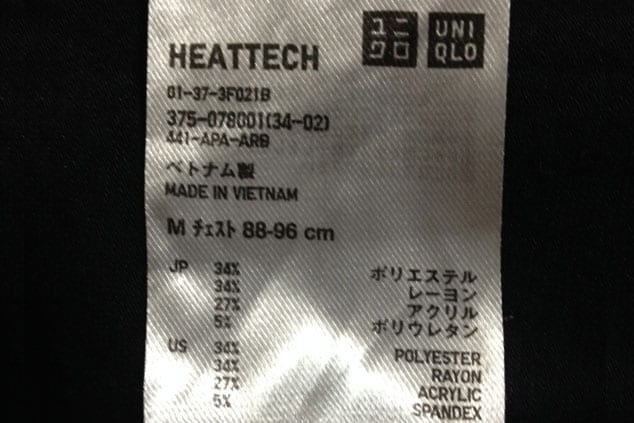 ユニ
クロ
UNI
QLO
HEATTECH
01-37-3F021B
375-078001(34-02)
441-APA-ARB
ベトナム製
MADE IN VIETNAM
M チェスト 88-96 cm
JP 34% ポリエステル
34% レーヨン
27% アクリル
5% ポリウレタン
US 34% POLYESTER
34% RAYON
27% ACRYLIC
5% SPANDEX